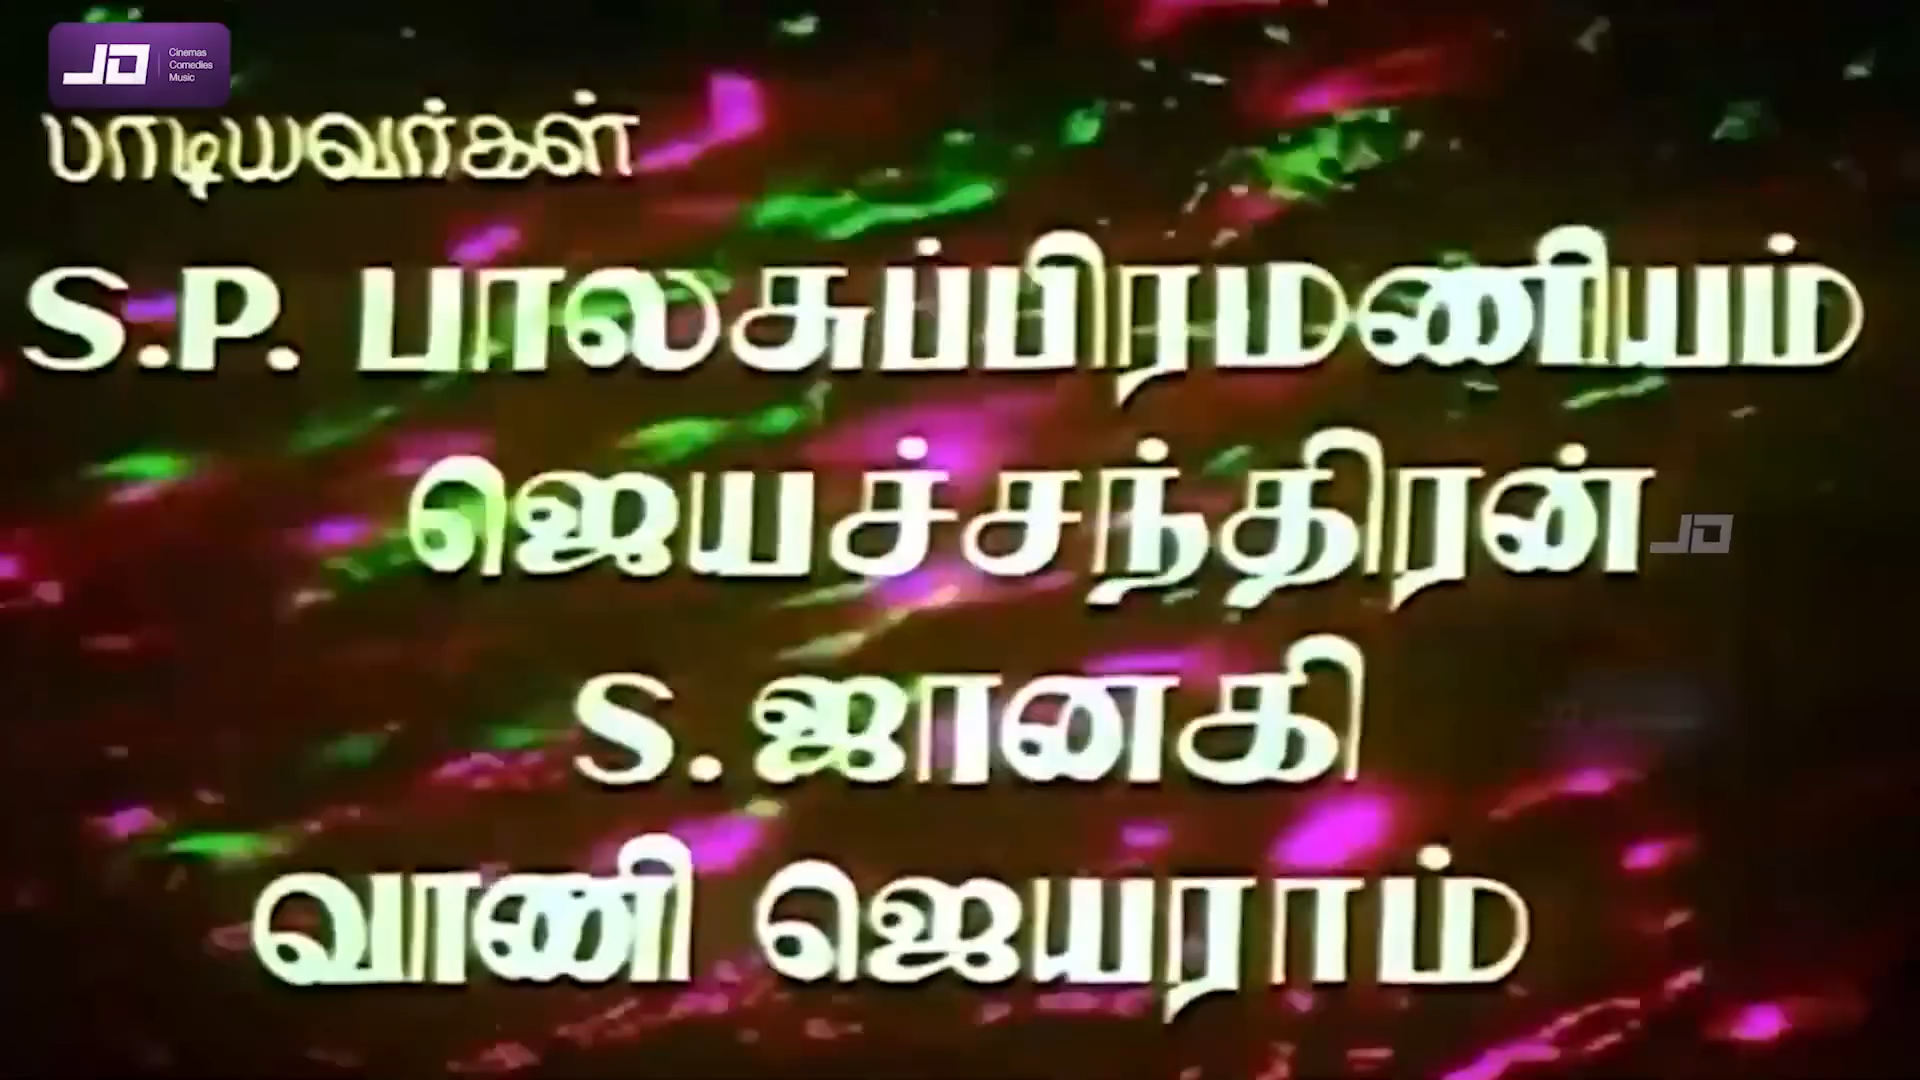 JD
Cinemas
Comedies
Music
பாடியவர்கள்
S.P. பாலசுப்பிரமணியம்
ஜெயச்சந்திரன்
JD
S. ஜானகி
வாணி ஜெயராம்